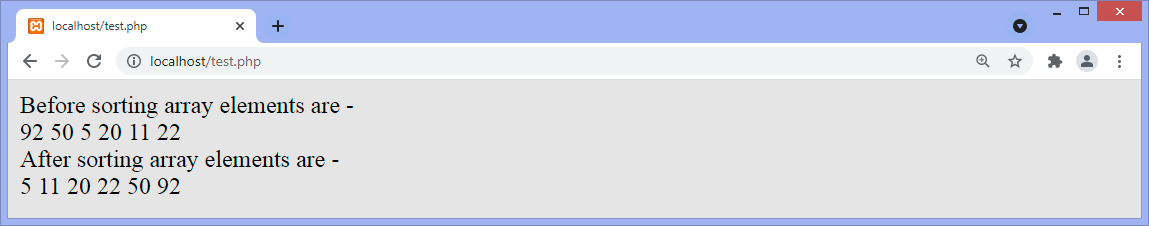 localhost/test.php
localhost/test.php
Before sorting array elements are -
92 50 5 20 11 22
After sorting array elements are -
5 11 20 22 50 92